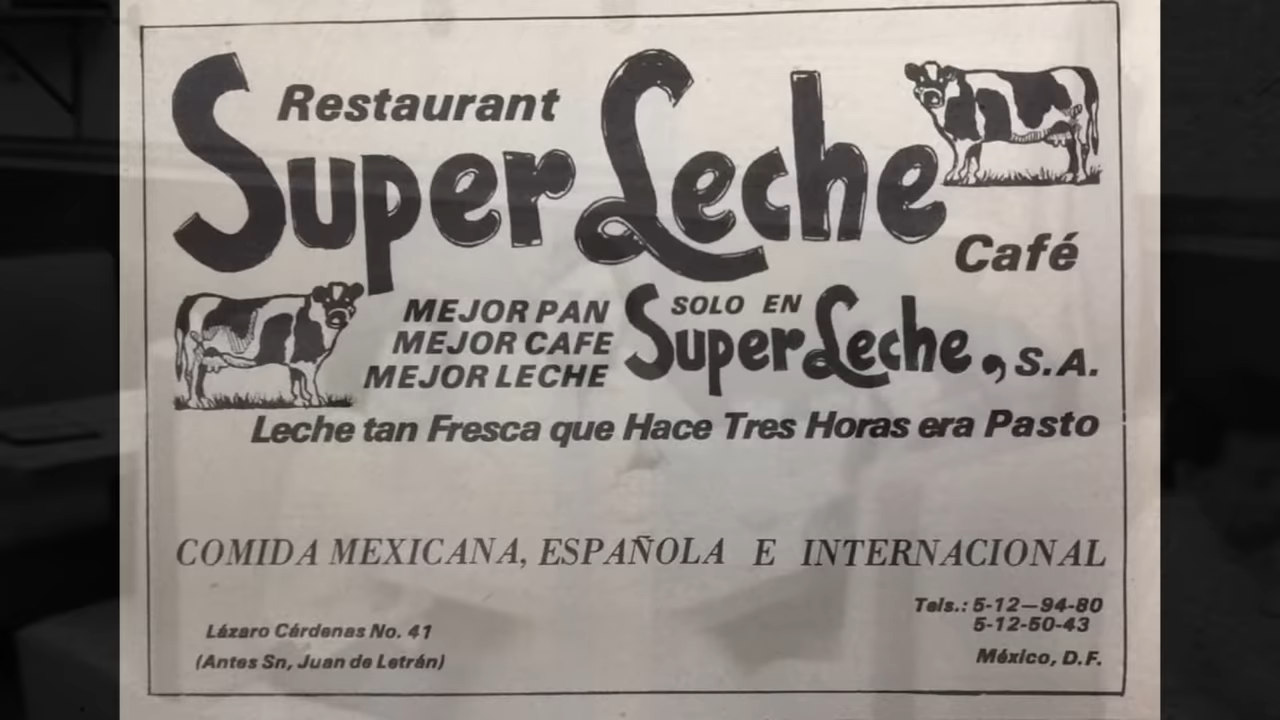 Restaurant
Super Leche
Café
MEJOR PAN
MEJOR CAFE
MEJOR LECHE
SOLO EN
Super Leche, S.A.
Leche tan Fresca que Hace Tres Horas era Pasto
COMIDA MEXICANA, ESPAÑOLA E INTERNACIONAL
Lázaro Cárdenas No. 41
(Antes Sn, Juan de Letrán)
Tels.: 5-12—94-80
5-12-50-43
México, D.F.